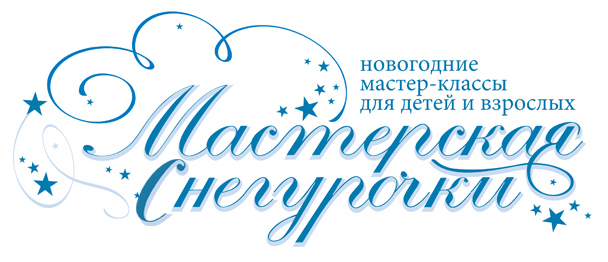 новогодние
мастер-классы
для детей и взрослых
Мастерская
Снегурочки